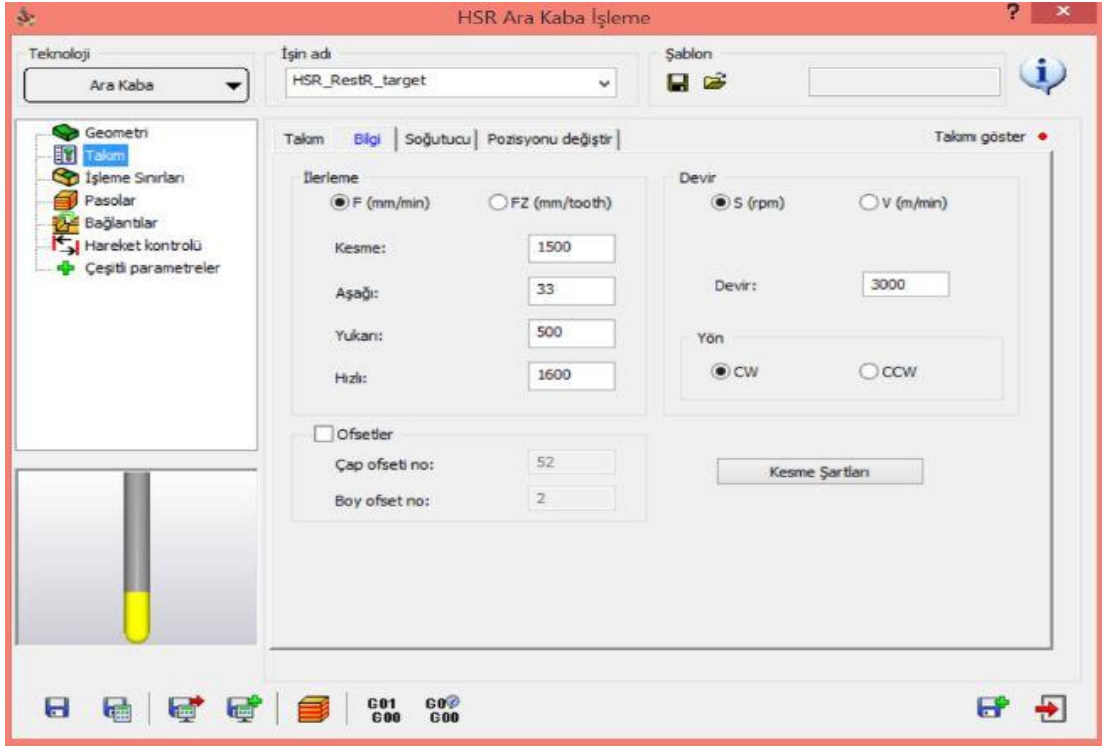 HSR Ara Kaba İşleme
?
×
Teknoloji
Ara Kaba
İşin adı
HSR_RestR_target
Şablon
Geometri
Takım
İşleme Sınırları
Pasolar
Bağlantılar
Hareket kontrolü
Çeşitli parametreler
Takım Bilgi Soğutucu Pozisyonu değiştir Takımı göster
İlerleme
F (mm/min) FZ (mm/tooth)
Kesme: 1500
Aşağı: 33
Yukarı: 500
Hızlı: 1600
Devir
S (rpm) V (m/min)
Devir: 3000
Yön
CW CCW
Ofsetler
Çap ofseti no: 52
Boy ofset no: 2
Kesme Şartları
G01
G00
G0
G00